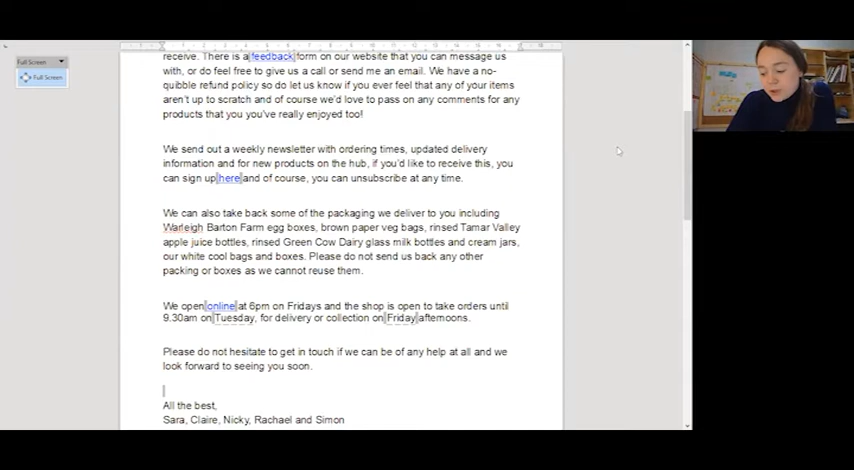 Full Screen
Full Screen
receive. There is a feedback form on our website that you can message us
with, or do feel free to give us a call or send me an email. We have a no-
quibble refund policy so do let us know if you ever feel that any of your items
aren't up to scratch and of course we'd love to pass on any comments for any
products that you you've really enjoyed too!
We send out a weekly newsletter with ordering times, updated delivery
information and for new products on the hub, if you'd like to receive this, you
can sign up here and of course, you can unsubscribe at any time.
We can also take back some of the packaging we deliver to you including
Warleigh Barton Farm egg boxes, brown paper veg bags, rinsed Tamar Valley
apple juice bottles, rinsed Green Cow Dairy glass milk bottles and cream jars,
our white cool bags and boxes. Please do not send us back any other
packing or boxes as we cannot reuse them.
We open online at 6pm on Fridays and the shop is open to take orders until
9.30am on Tuesday, for delivery or collection on Friday afternoons.
Please do not hesitate to get in touch if we can be of any help at all and we
look forward to seeing you soon.
All the best,
Sara, Claire, Nicky, Rachael and Simon